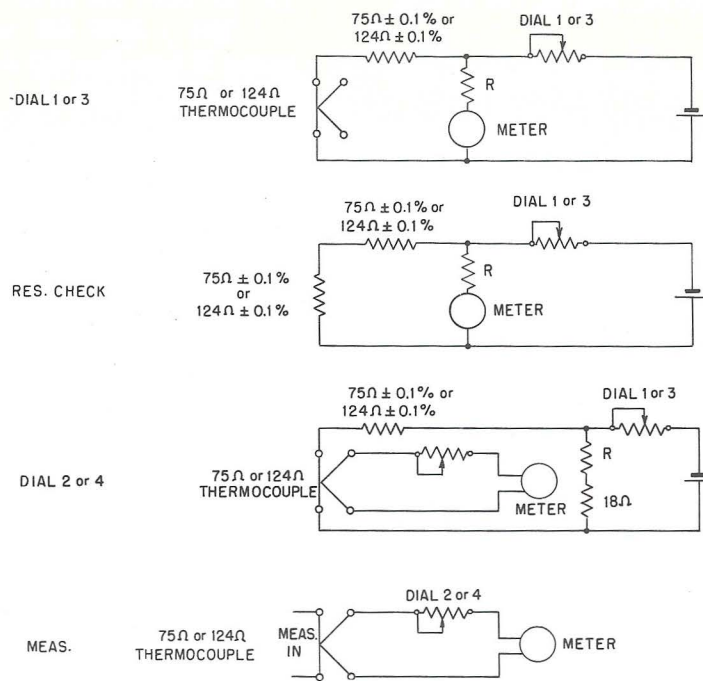 75Ω ± 0.1% or
124Ω ± 0.1%
DIAL 1 or 3
-DIAL 1 or 3
75Ω or 124Ω
THERMOCOUPLE
R
METER
75Ω ± 0.1% or
124Ω ± 0.1%
DIAL 1 or 3
RES. CHECK
75Ω ± 0.1%
or
124Ω ± 0.1%
R
METER
75Ω ± 0.1% or
124Ω ± 0.1%
DIAL 1 or 3
DIAL 2 or 4
75Ω or 124Ω
THERMOCOUPLE
METER
R
18Ω
DIAL 2 or 4
MEAS.
75Ω or 124Ω
THERMOCOUPLE
MEAS.
IN
METER